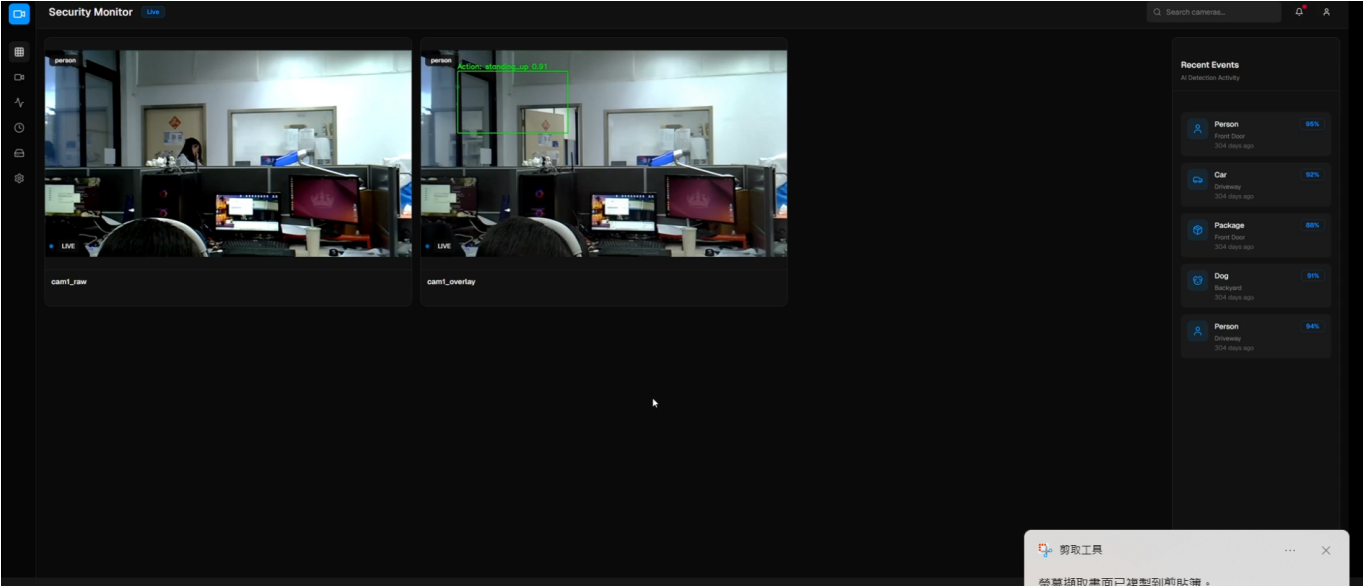 Security Monitor
Live
Search cameras...
person
LIVE
cam1_raw
person
Action: standing_up 0.91
LIVE
cam1_overlay
Recent Events
AI Detection Activity
Person
95%
Front Door
304 days ago
Car
92%
Driveway
304 days ago
Package
88%
Front Door
304 days ago
Dog
91%
Backyard
304 days ago
Person
94%
Driveway
304 days ago
剪取工具
螢幕擷取畫面已複製到剪貼簿。